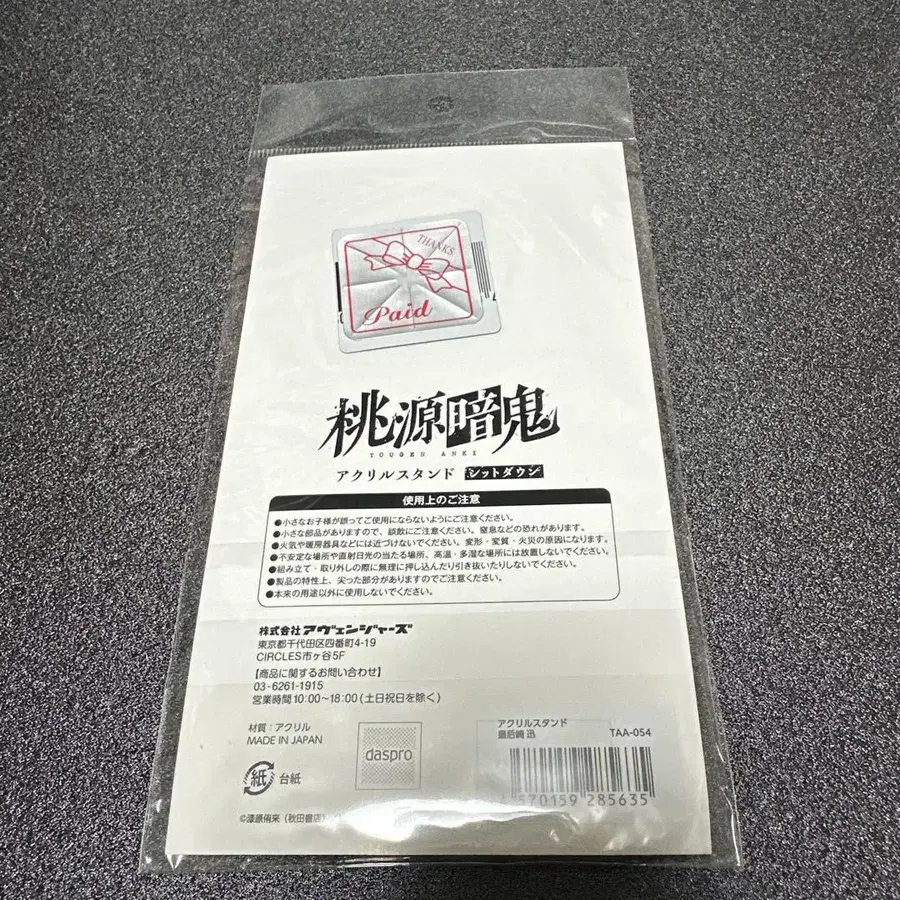 THANKS
Paid
桃源暗鬼
TOUGEN ANKI
アクリルスタンド シットダウン
使用上のご注意
●小さなお子様が誤ってご使用にならないようにご注意ください。
●小さな部品がありますので、誤飲にご注意ください。窒息などの恐れがあります。
●火気や暖房器具などには近づけないでください。変形・変質・火災の原因になります。
●不安定な場所や直射日光の当たる場所、高温・多湿な場所には放置しないでください。
●組み立て・取り外しの際に無理に押し込んだり引き抜いたりしないでください。
●製品の特性上、尖った部分がありますのでご注意ください。
●本来の用途以外に使用しないでください。
株式会社アヴェンジャーズ
東京都千代田区四番町4-19
CIRCLES市ヶ谷5F
【商品に関するお問い合わせ】
03-6261-1915
営業時間10:00～18:00(土日祝日を除く)
材質:アクリル
MADE IN JAPAN
daspro
アクリルスタンド
皇后崎 迅
TAA-054
570159 285635
紙 台紙
©漆原侑来（秋田書店）